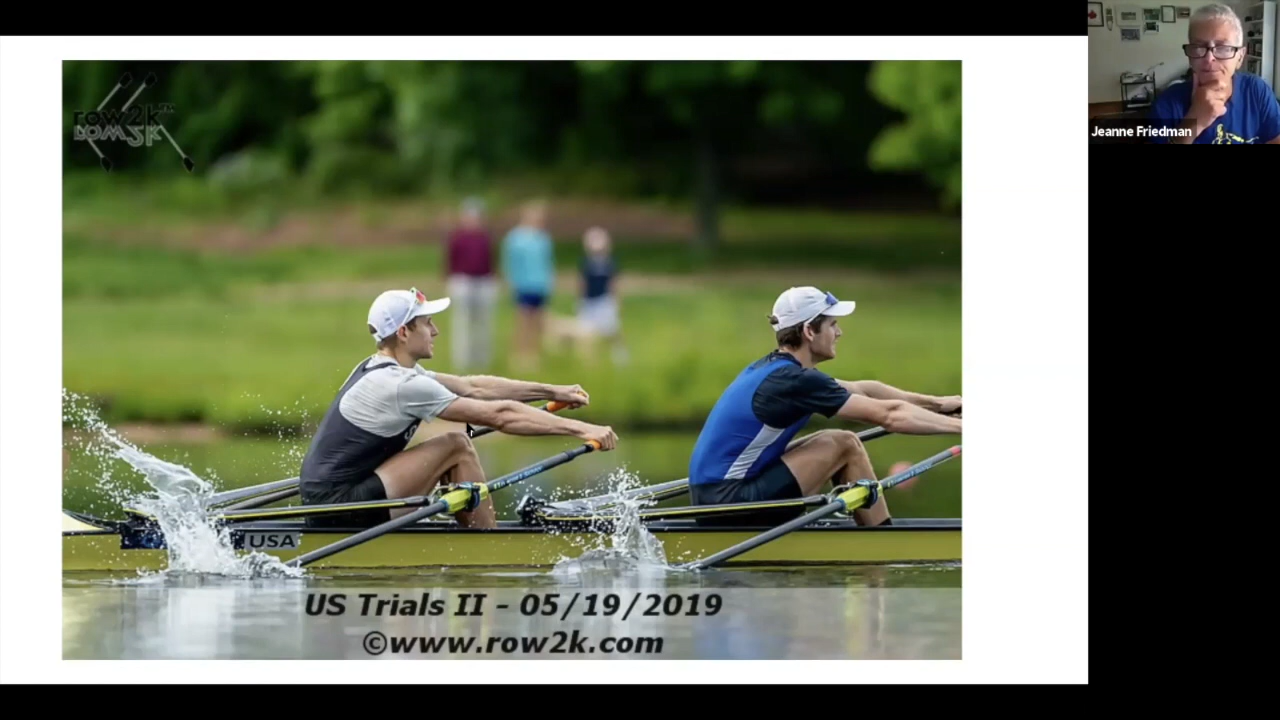 row2k
USA
US Trials II - 05/19/2019
©www.row2k.com
Jeanne Friedman